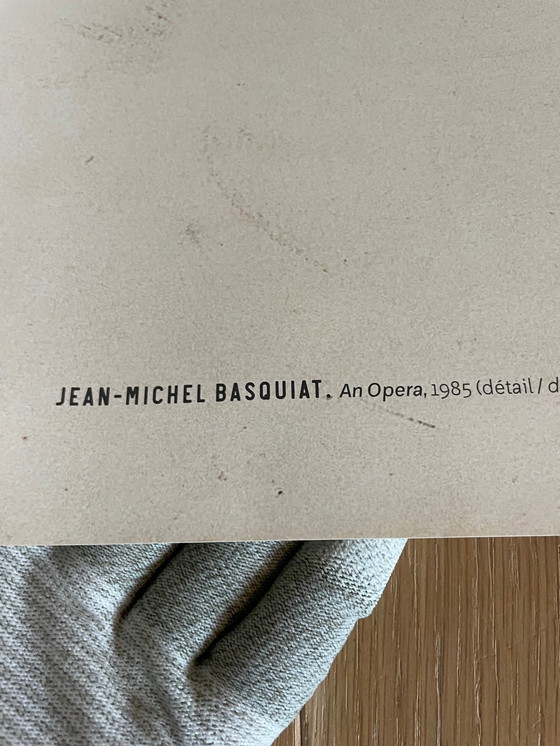 JEAN-MICHEL BASQUIAT. An Opera, 1985 (détail / d